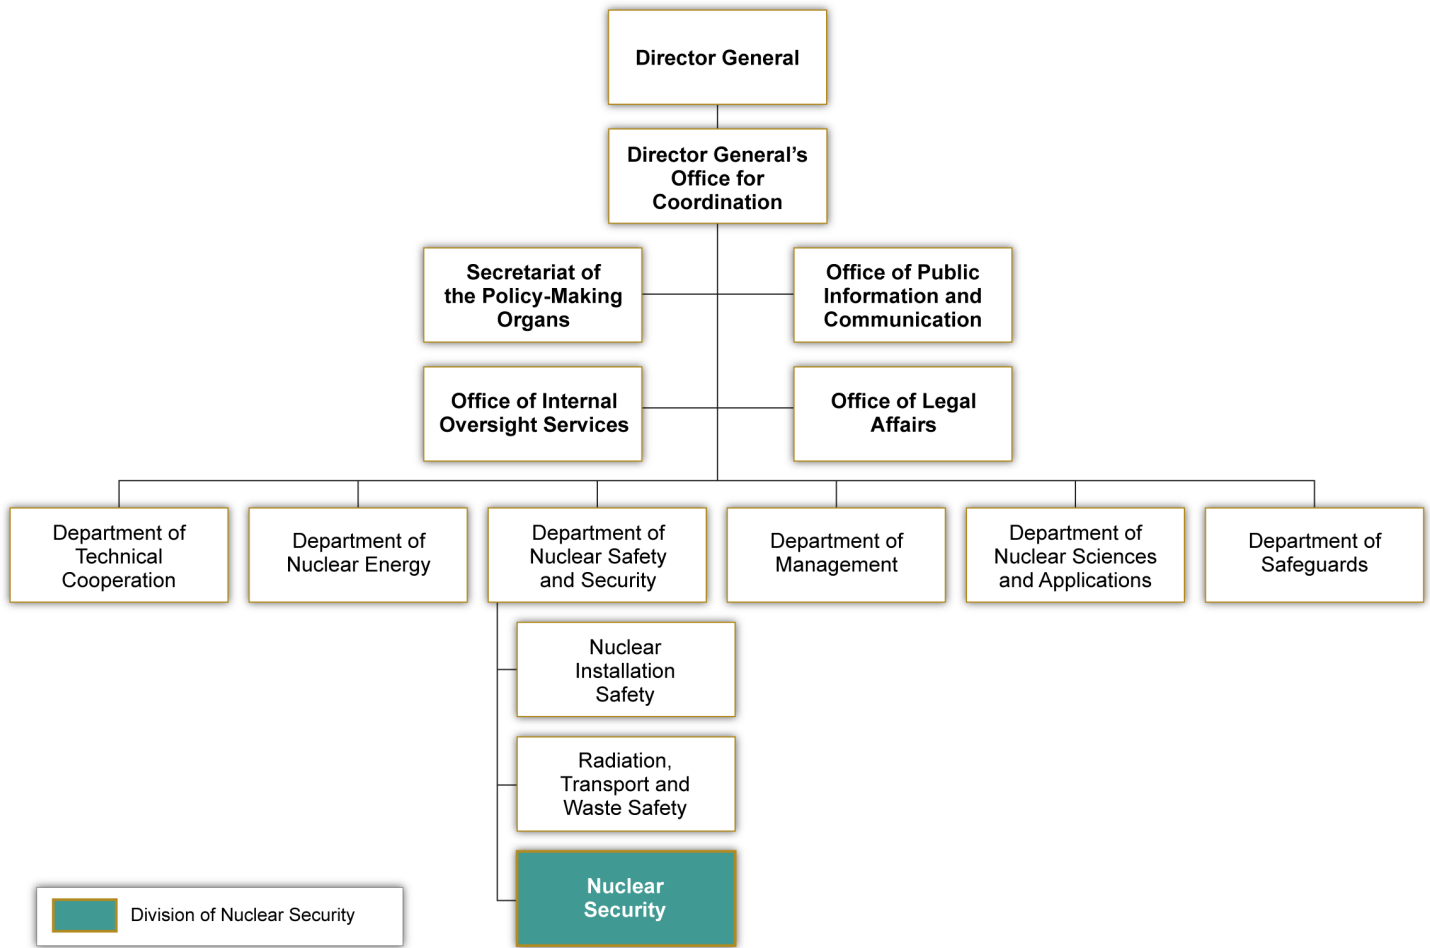 Director General
Director General’s
Office for
Coordination
Secretariat of
the Policy-Making
Organs
Office of Public
Information and
Communication
Office of Internal
Oversight Services
Office of Legal
Affairs
Department of
Technical
Cooperation
Department of
Nuclear Energy
Department of
Nuclear Safety
and Security
Department of
Management
Department of
Nuclear Sciences
and Applications
Department of
Safeguards
Nuclear
Installation
Safety
Radiation,
Transport and
Waste Safety
Nuclear
Security
Division of Nuclear Security